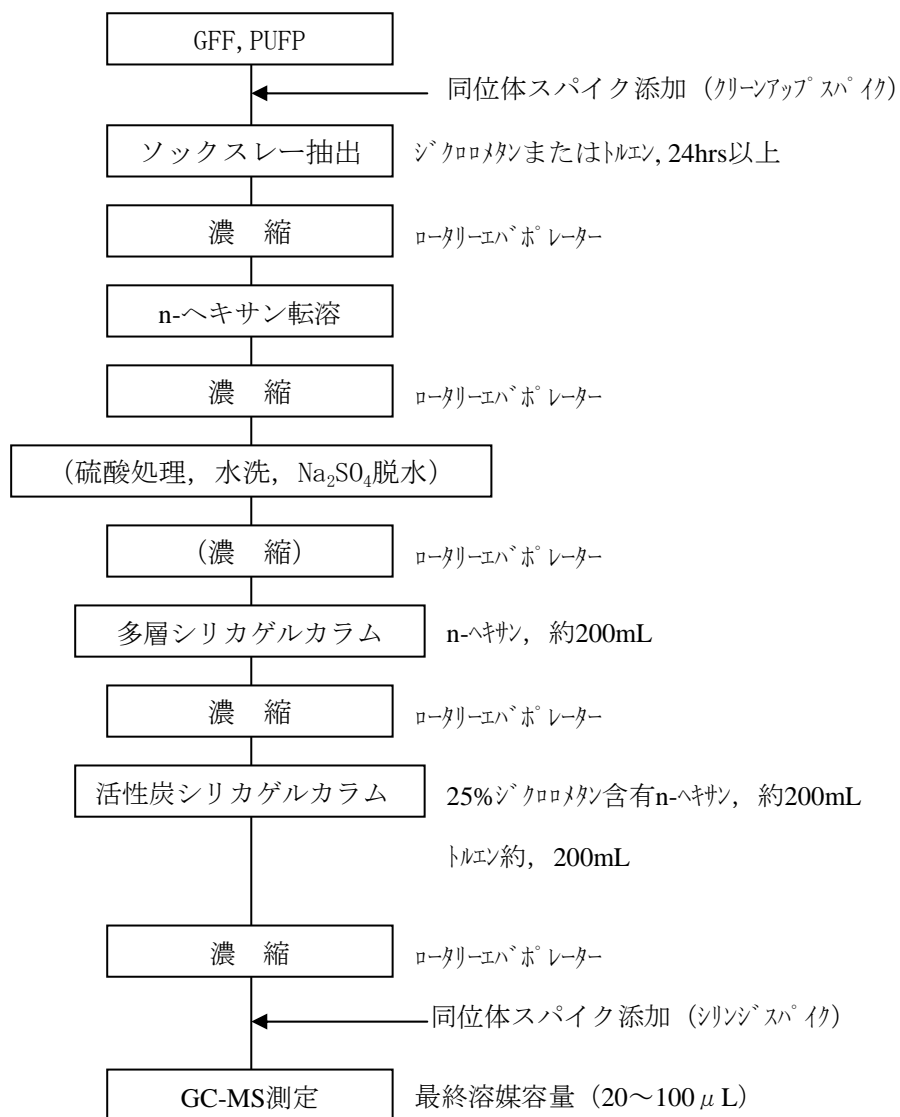 GFF,PUFP
同位体スパイク添加（ｸﾘｰﾝｱｯﾌﾟｽﾊﾟｲｸ）
ソックスレー抽出 ｼﾞｸﾛﾛﾒﾀﾝまたはﾄﾙｴﾝ, 24hrs以上
濃　縮 ﾛｰﾀﾘｰｴﾊﾞﾎﾟﾚｰﾀｰ
n-ヘキサン転溶
濃　縮 ﾛｰﾀﾘｰｴﾊﾞﾎﾟﾚｰﾀｰ
（硫酸処理，水洗，Na₂SO₄脱水）
（濃　縮） ﾛｰﾀﾘｰｴﾊﾞﾎﾟﾚｰﾀｰ
多層シリカゲルカラム n-ﾍｷｻﾝ，約200mL
濃　縮 ﾛｰﾀﾘｰｴﾊﾞﾎﾟﾚｰﾀｰ
活性炭シリカゲルカラム 25%ｼﾞｸﾛﾛﾒﾀﾝ含有n-ﾍｷｻﾝ，約200mL
ﾄﾙｴﾝ約，200mL
濃　縮 ﾛｰﾀﾘｰｴﾊﾞﾎﾟﾚｰﾀｰ
同位体スパイク添加（ｼﾘﾝｼﾞｽﾊﾟｲｸ）
GC-MS測定 最終溶媒容量（20～100μL）